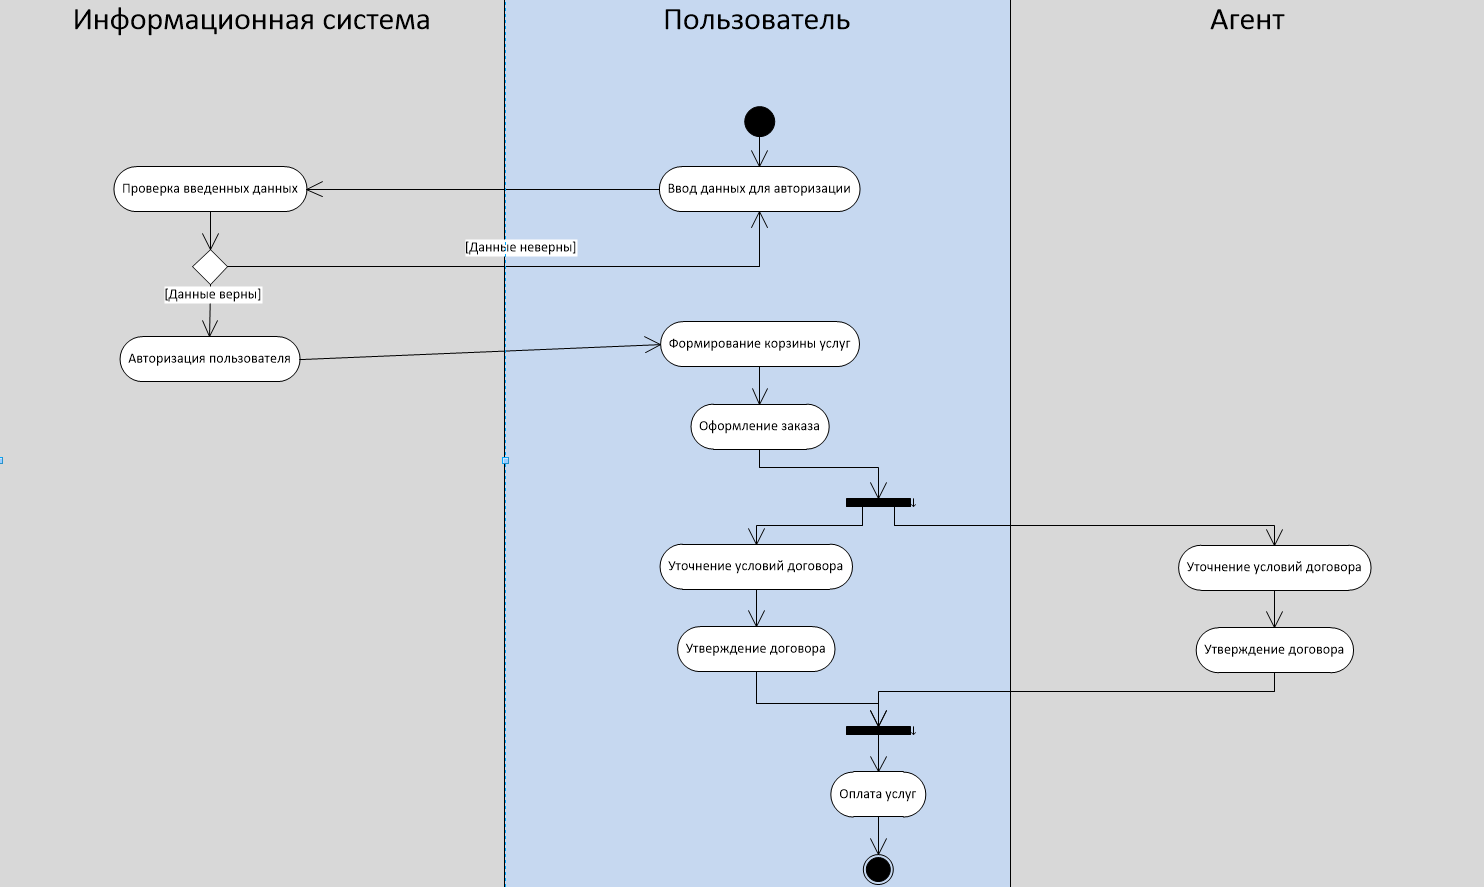 Информационная система
Пользователь
Агент
Проверка введенных данных
Ввод данных для авторизации
[Данные неверны]
[Данные верны]
Авторизация пользователя
Формирование корзины услуг
Оформление заказа
Уточнение условий договора
Уточнение условий договора
Утверждение договора
Утверждение договора
Оплата услуг